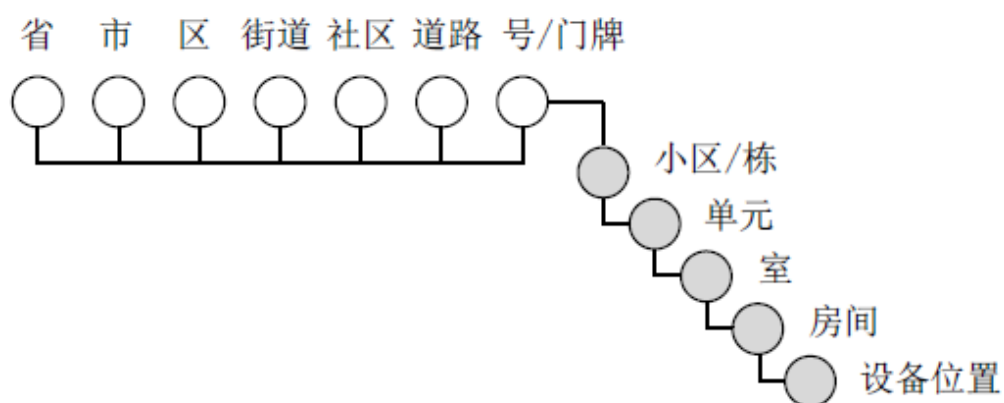 省 市 区 街道 社区 道路 号/门牌
小区/栋
单元
室
房间
设备位置